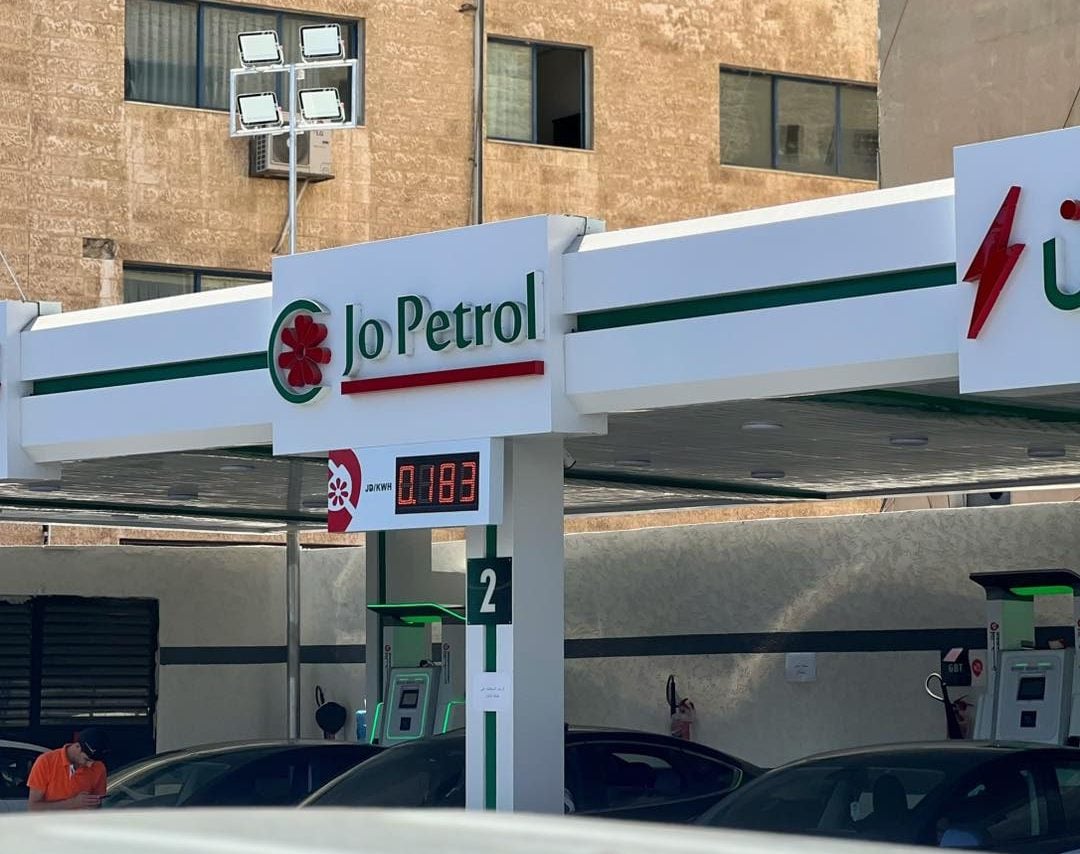 Jo Petrol
JD/KWH
0.183
2
GBT